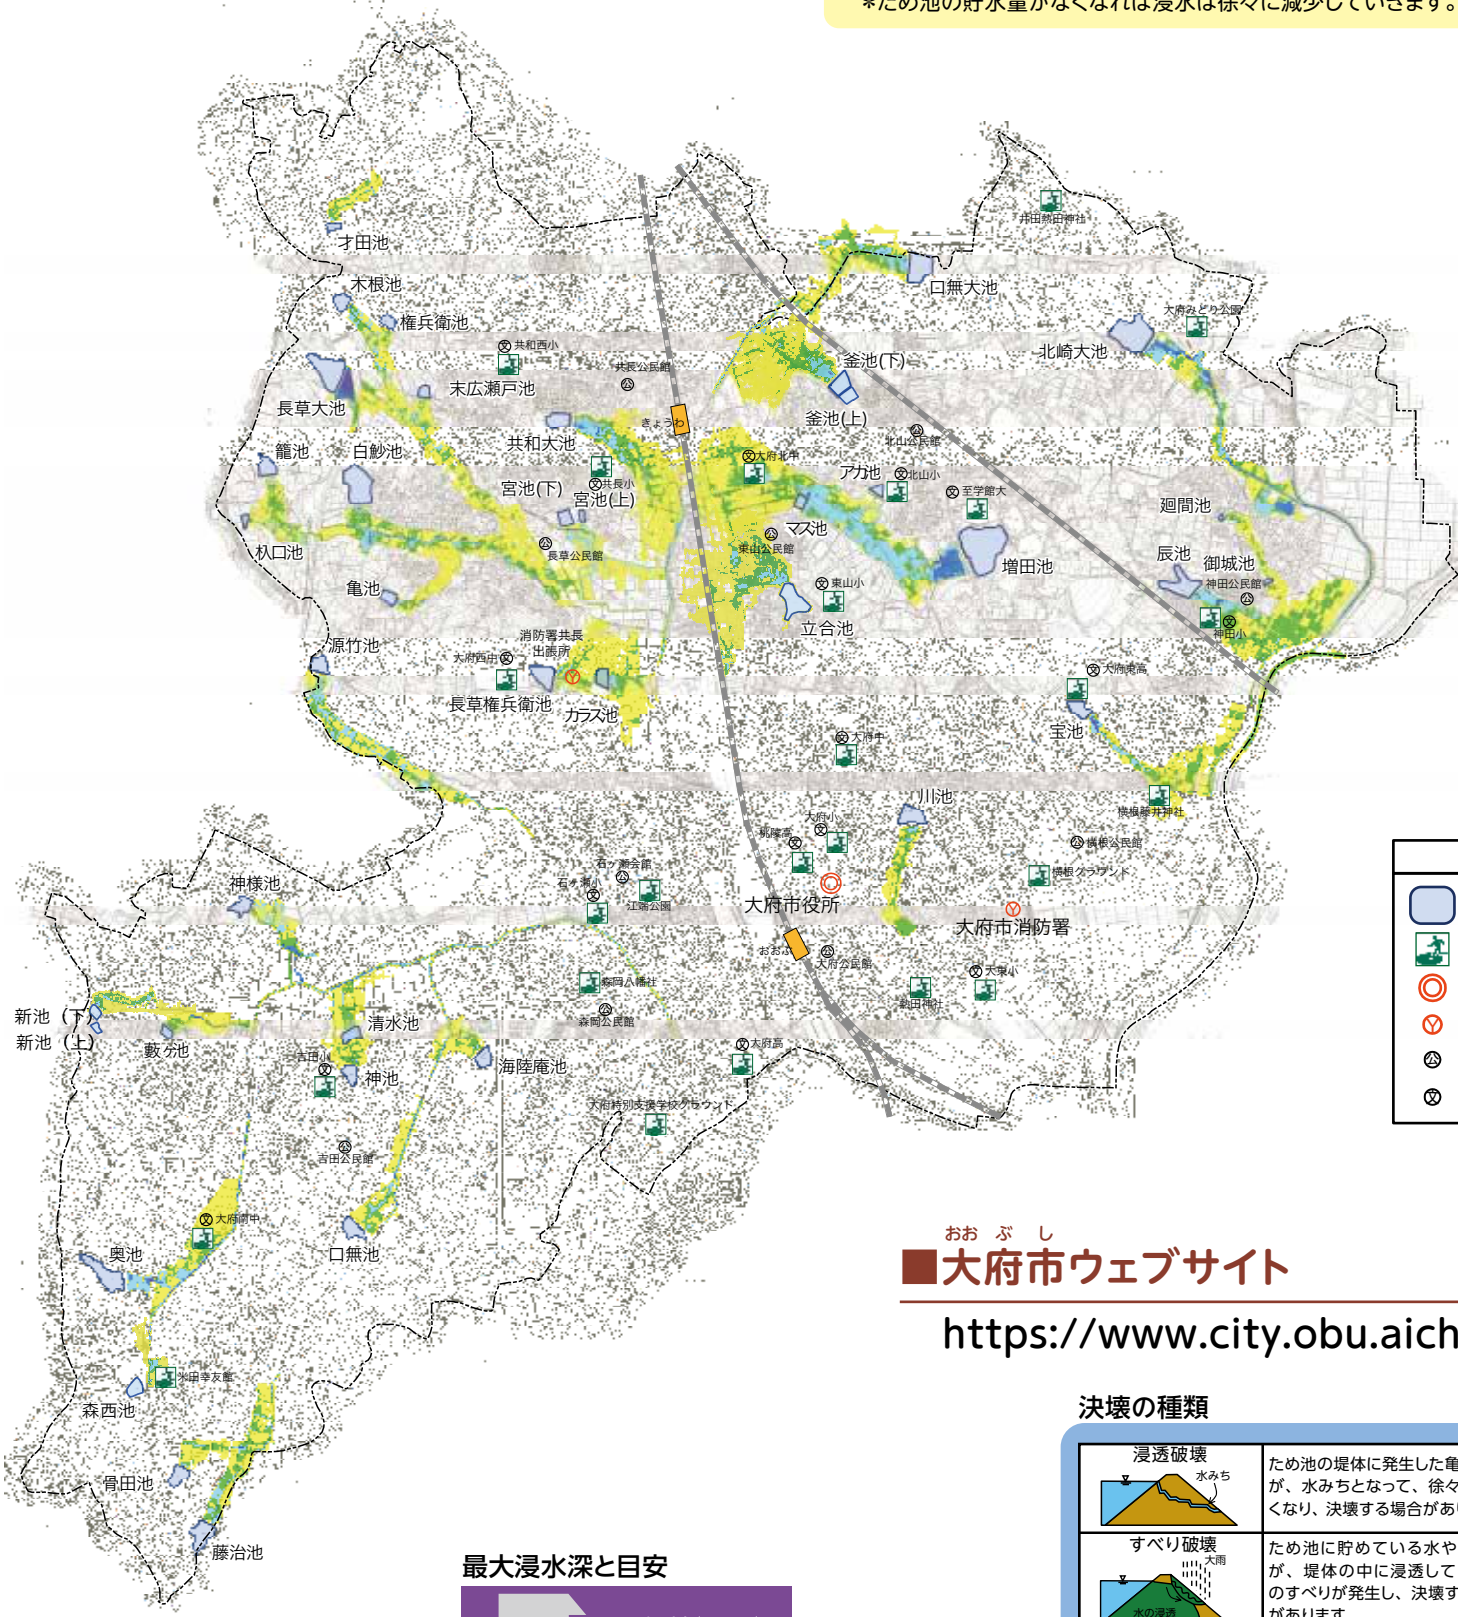 *ため池の貯水量がなくなれば浸水は徐々に減少していきます。
井田熱田神社
才田池
口無大池
木根池
権兵衛池
大府みどり公園
共和西小
北崎大池
釜池(下)
末広瀬戸池
共長公民館
長草大池
釜池(上)
きょうわ
北山公民館
共和大池
籠池
白鈔池
大府北中
アカ池
北山小
宮池(下)
共長小
宮池(上)
至学館大
廻間池
マス池
杁口池
長草公民館
東山公民館
増田池
辰池
御城池
亀池
東山小
神田公民館
立合池
神田小
消防署共長
出張所
源竹池
大府西中
大府東高
長草権兵衛池
カラス池
宝池
大府中
川池
横根藤井神社
大府小
桃陵高
横根公民館
石ヶ瀬会館
神様池
石ヶ瀬小
横根グラウンド
江端公園
大府市役所
大府市消防署
おおぶ
大府公民館
大東小
森岡八幡社
熱田神社
新池（下）
清水池
森岡公民館
新池（上）
藪ケ池
大府高
吉田小
海陸庵池
神池
大府特別支援学校グラウンド
吉田公民館
大府南中
奥池
口無池
おお ぶ し
■大府市ウェブサイト
https://www.city.obu.aich
米田幸友館
森西池
決壊の種類
浸透破壊
水みち
ため池の堤体に発生した亀
が、水みちとなって、徐々
くなり、決壊する場合があ
骨田池
藤治池
すべり破壊
大雨
水の浸透
ため池に貯めている水や
が、堤体の中に浸透して
のすべりが発生し、決壊す
があります
最大浸水深と目安